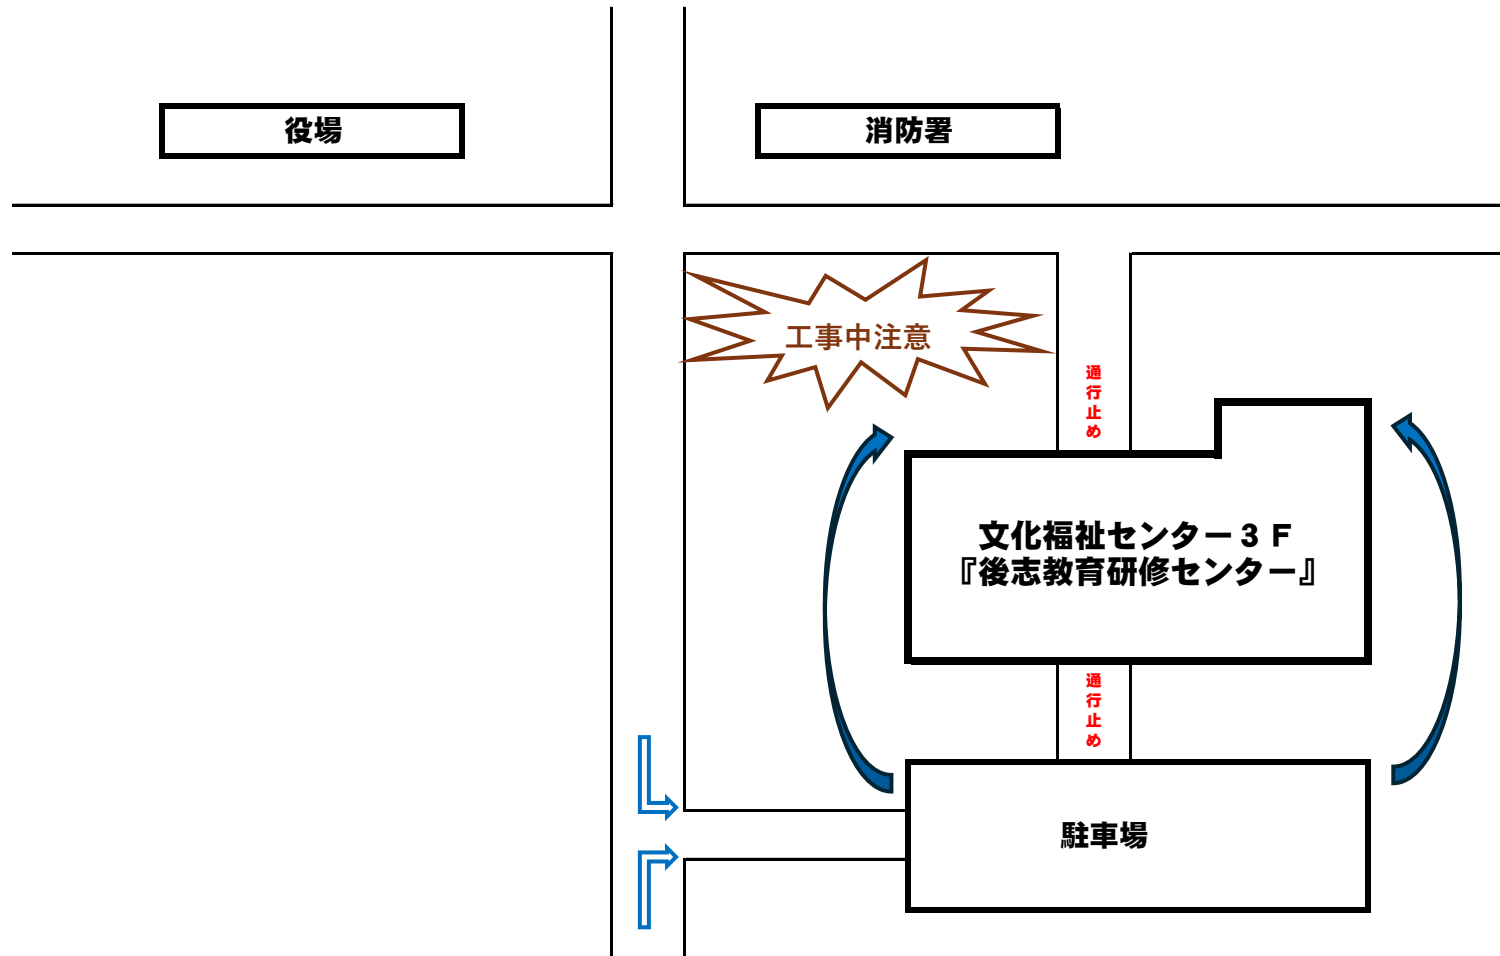 役場
消防署
工事中注意
通行止め
文化福祉センター３Ｆ
『後志教育研修センター』
通行止め
駐車場